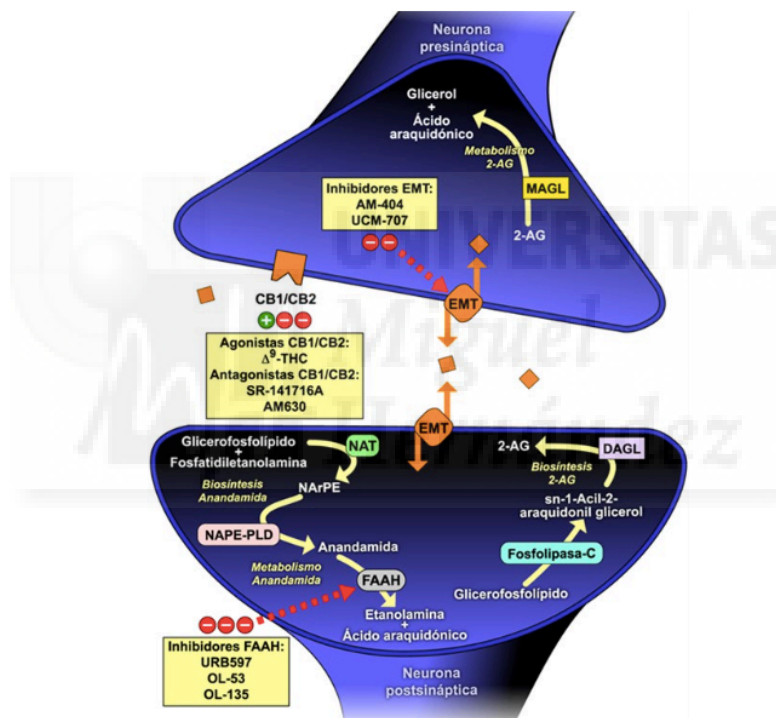 Neurona
presináptica
Glicerol
+
Ácido
araquidónico
Metabolismo
2-AG
MAGL
2-AG
Inhibidores EMT:
AM-404
UCM-707
UNIVERSITAS
Miguel
Hernández
EMT
CB1/CB2
Agonistas CB1/CB2:
Δ⁹-THC
Antagonistas CB1/CB2:
SR-141716A
AM630
EMT
Glicerofosfolípido
+
Fosfatidiletanolamina
NAT
NArPE
Biosíntesis
Anandamida
NAPE-PLD
Anandamida
Metabolismo
Anandamida
FAAH
Etanolamina
+
Ácido araquidónico
2-AG
DAGL
Biosíntesis
2-AG
sn-1-Acil-2-
araquidonil glicerol
Fosfolipasa-C
Glicerofosfolípido
Inhibidores FAAH:
URB597
OL-53
OL-135
Neurona
postsináptica